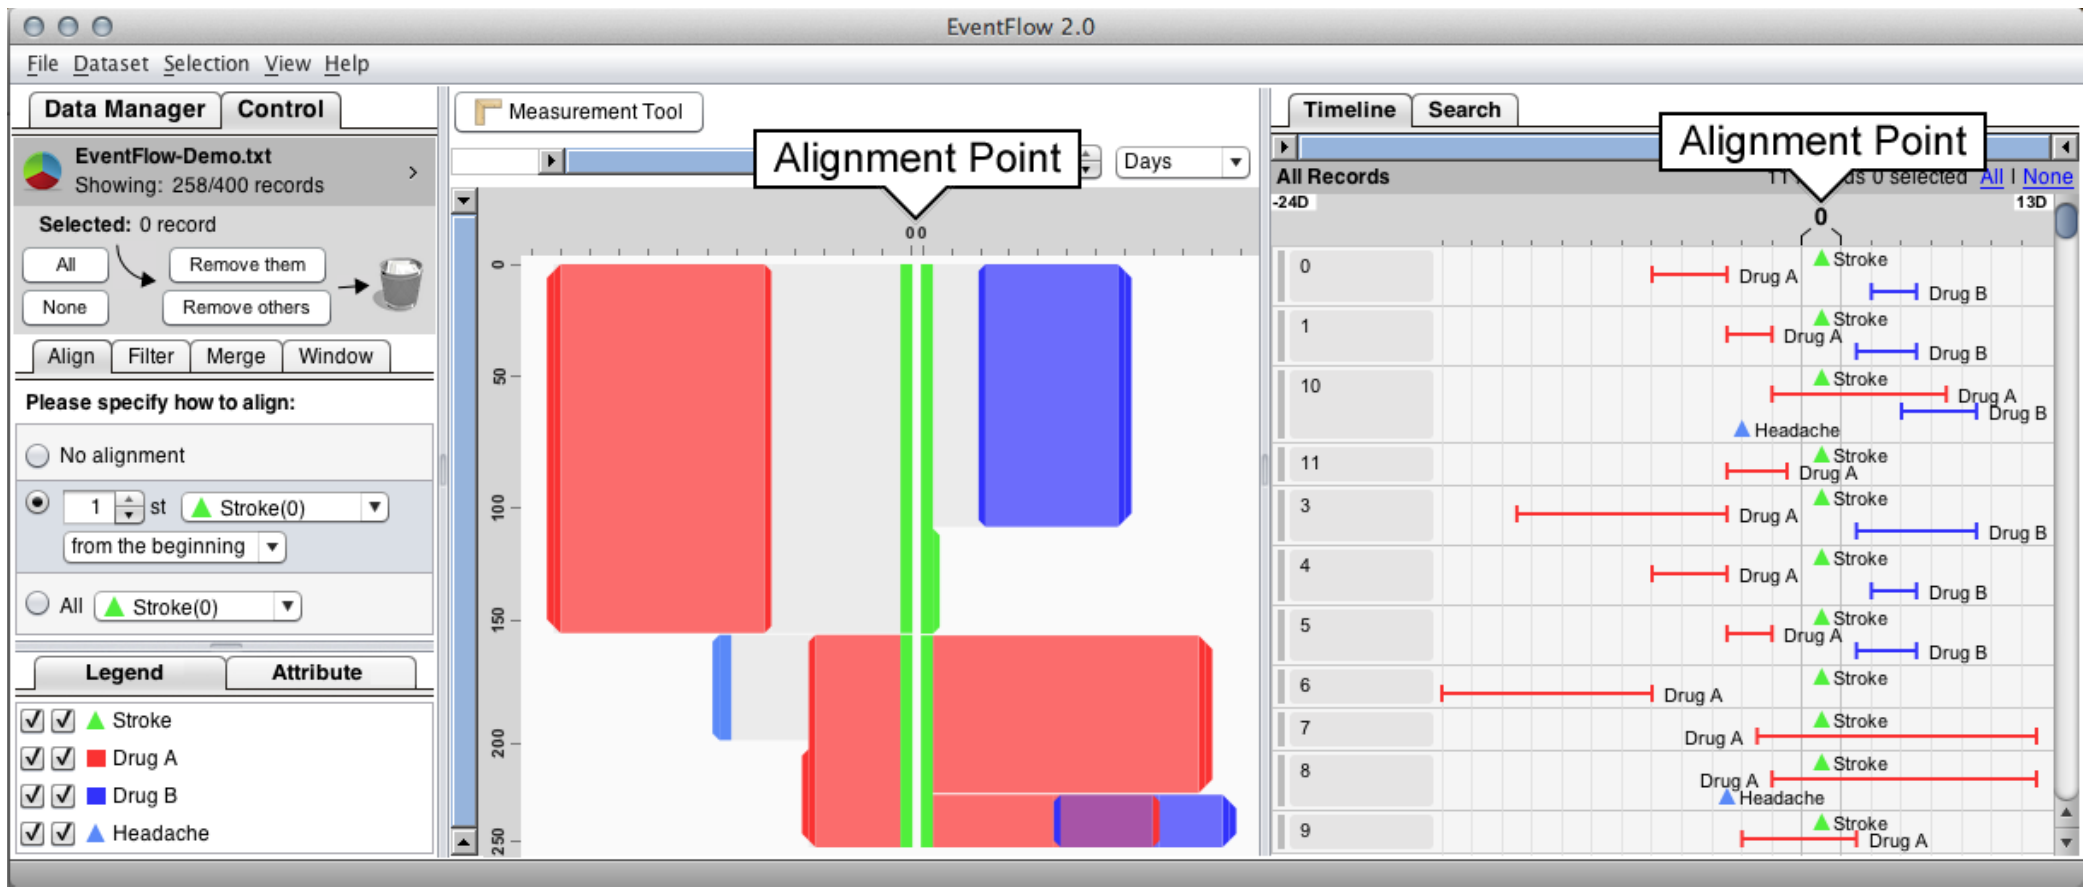 EventFlow 2.0
File Dataset Selection View Help
Data Manager Control
EventFlow-Demo.txt
Showing: 258/400 records
Selected: 0 record
All
Remove them
None
Remove others
Align Filter Merge Window
Please specify how to align:
No alignment
1 st Stroke(0)
from the beginning
All Stroke(0)
Legend Attribute
Stroke
Drug A
Drug B
Headache
Measurement Tool
Alignment Point
Days
0 0
0
50
100
150
200
250
Timeline Search
Alignment Point
All Records
0 selected All | None
-24D
0
13D
0
Stroke
Drug A
Drug B
1
Stroke
Drug A
Drug B
10
Stroke
Drug A
Drug B
Headache
11
Stroke
Drug A
3
Stroke
Drug A
Drug B
4
Stroke
Drug A
Drug B
5
Stroke
Drug A
Drug B
6
Stroke
Drug A
7
Stroke
Drug A
8
Stroke
Drug A
Headache
9
Stroke
Drug A